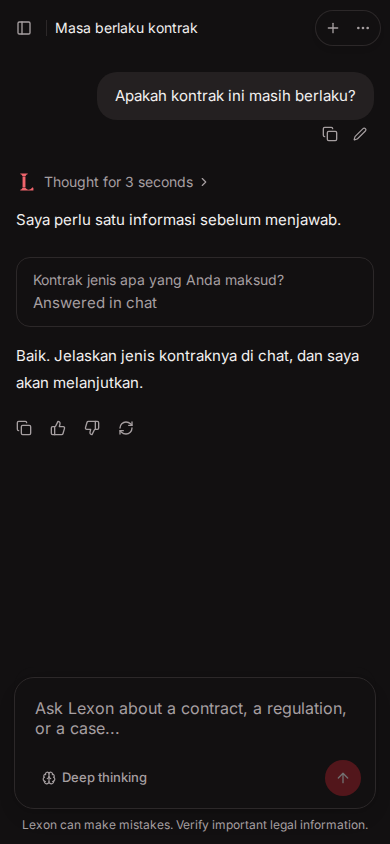 Masa berlaku kontrak
Apakah kontrak ini masih berlaku?
L Thought for 3 seconds
Saya perlu satu informasi sebelum menjawab.
Kontrak jenis apa yang Anda maksud?
Answered in chat
Baik. Jelaskan jenis kontraknya di chat, dan saya
akan melanjutkan.
Ask Lexon about a contract, a regulation,
or a case...
Deep thinking
Lexon can make mistakes. Verify important legal information.